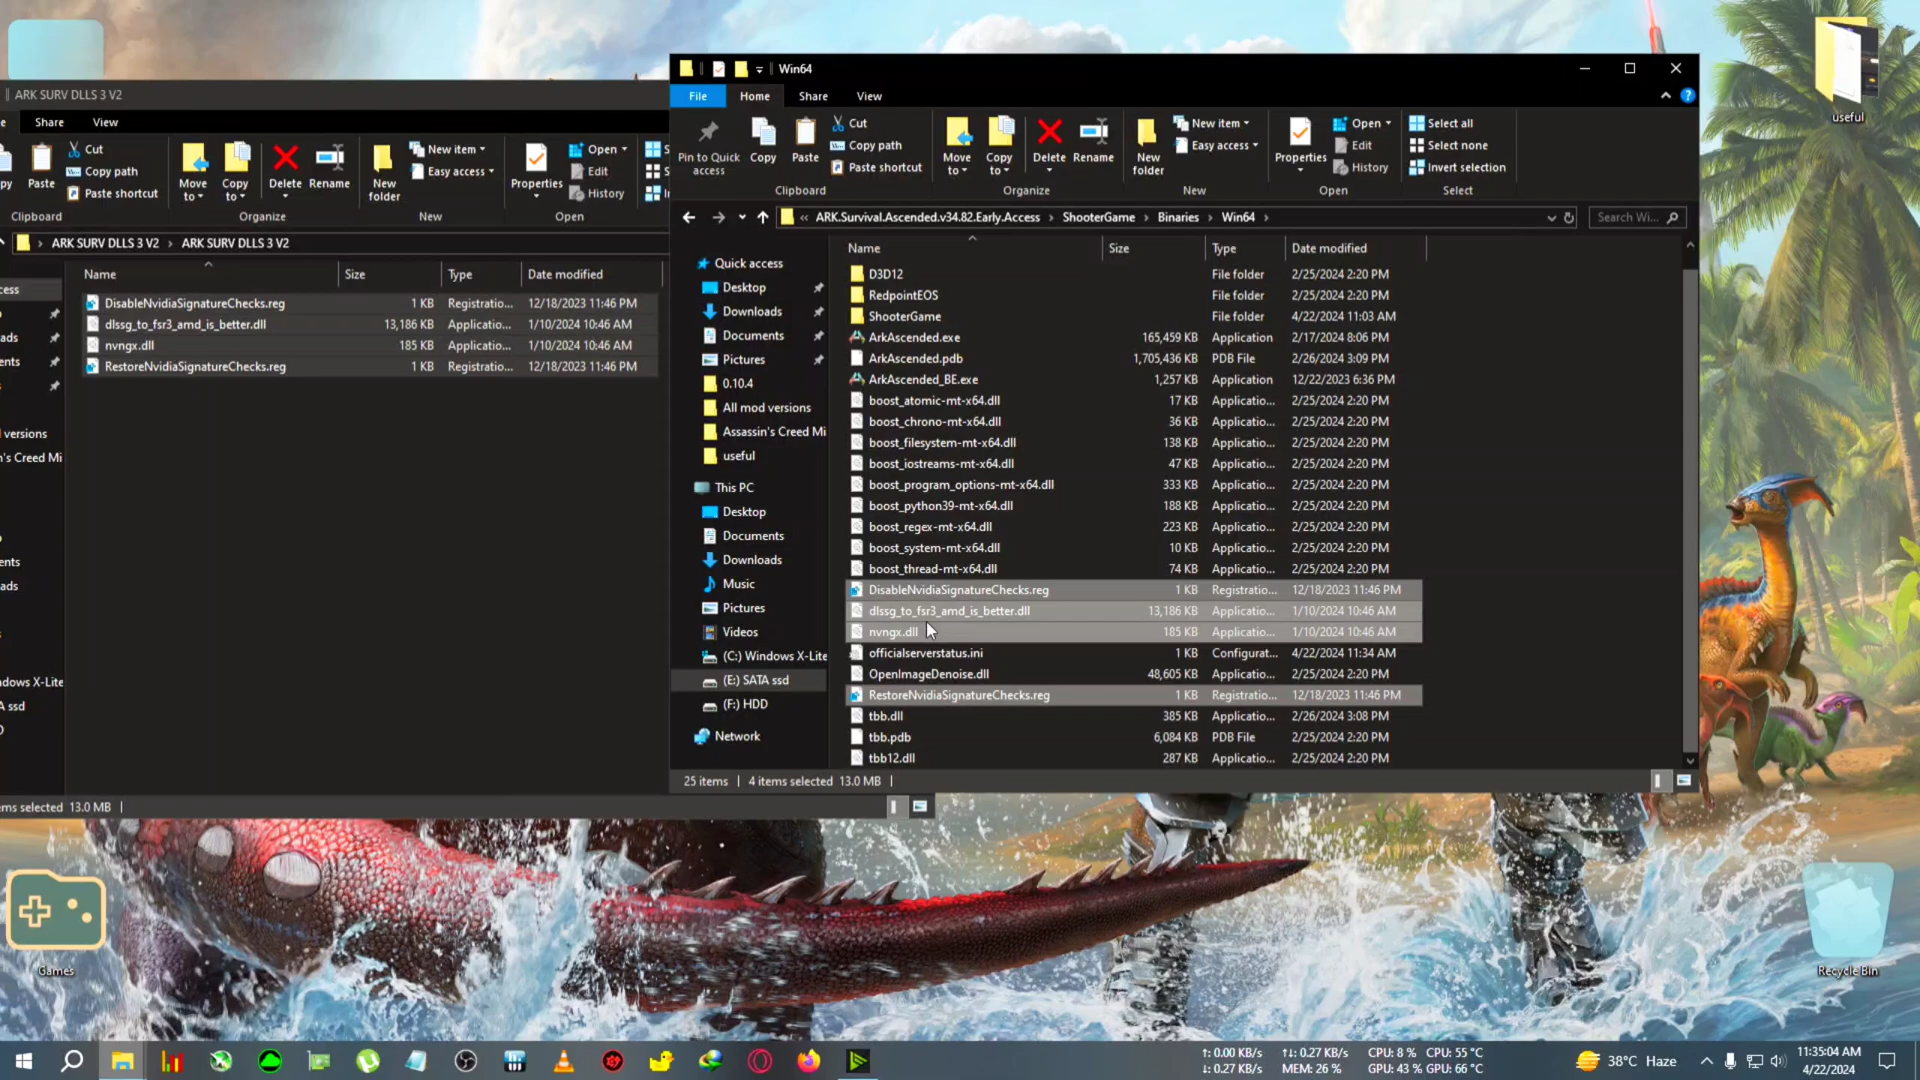 useful
ARK SURV DLLS 3 V2
Share
View
Cut
Copy path
Paste shortcut
Paste
Clipboard
Move to
Copy to
Delete
Rename
Organize
New folder
New item
Easy access
New
Properties
Open
Edit
History
Open
ARK SURV DLLS 3 V2 › ARK SURV DLLS 3 V2
Name Size Type Date modified
DisableNvidiaSignatureChecks.reg 1 KB Registratio... 12/18/2023 11:46 PM
dlssg_to_fsr3_amd_is_better.dll 13,186 KB Applicatio... 1/10/2024 10:46 AM
nvngx.dll 185 KB Applicatio... 1/10/2024 10:46 AM
RestoreNvidiaSignatureChecks.reg 1 KB Registratio... 12/18/2023 11:46 PM
ms selected 13.0 MB
Win64
File Home Share View
Pin to Quick access
Copy
Paste
Cut
Copy path
Paste shortcut
Clipboard
Move to
Copy to
Delete
Rename
Organize
New folder
New item
Easy access
New
Properties
Open
Edit
History
Open
Select all
Select none
Invert selection
Select
« ARK.Survival.Ascended.v34.82.Early.Access › ShooterGame › Binaries › Win64 ›
Search Wi...
Quick access
Desktop
Downloads
Documents
Pictures
0.10.4
All mod versions
Assassin's Creed Mi
useful
This PC
Desktop
Documents
Downloads
Music
Pictures
Videos
(C:) Windows X-Lite
(E:) SATA ssd
(F:) HDD
Network
Name Size Type Date modified
D3D12 File folder 2/25/2024 2:20 PM
RedpointEOS File folder 2/25/2024 2:20 PM
ShooterGame File folder 4/22/2024 11:03 AM
ArkAscended.exe 165,459 KB Application 2/17/2024 8:06 PM
ArkAscended.pdb 1,705,436 KB PDB File 2/26/2024 3:09 PM
ArkAscended_BE.exe 1,257 KB Application 12/22/2023 6:36 PM
boost_atomic-mt-x64.dll 17 KB Applicatio... 2/25/2024 2:20 PM
boost_chrono-mt-x64.dll 36 KB Applicatio... 2/25/2024 2:20 PM
boost_filesystem-mt-x64.dll 138 KB Applicatio... 2/25/2024 2:20 PM
boost_iostreams-mt-x64.dll 47 KB Applicatio... 2/25/2024 2:20 PM
boost_program_options-mt-x64.dll 333 KB Applicatio... 2/25/2024 2:20 PM
boost_python39-mt-x64.dll 188 KB Applicatio... 2/25/2024 2:20 PM
boost_regex-mt-x64.dll 223 KB Applicatio... 2/25/2024 2:20 PM
boost_system-mt-x64.dll 10 KB Applicatio... 2/25/2024 2:20 PM
boost_thread-mt-x64.dll 74 KB Applicatio... 2/25/2024 2:20 PM
DisableNvidiaSignatureChecks.reg 1 KB Registratio... 12/18/2023 11:46 PM
dlssg_to_fsr3_amd_is_better.dll 13,186 KB Applicatio... 1/10/2024 10:46 AM
nvngx.dll 185 KB Applicatio... 1/10/2024 10:46 AM
officialserverstatus.ini 1 KB Configurat... 4/22/2024 11:34 AM
OpenImageDenoise.dll 48,605 KB Applicatio... 2/25/2024 2:20 PM
RestoreNvidiaSignatureChecks.reg 1 KB Registratio... 12/18/2023 11:46 PM
tbb.dll 385 KB Applicatio... 2/26/2024 3:08 PM
tbb.pdb 6,084 KB PDB File 2/25/2024 2:20 PM
tbb12.dll 287 KB Applicatio... 2/25/2024 2:20 PM
25 items 4 items selected 13.0 MB
Games
Recycle Bin
↑: 0.00 KB/s ↑↓: 0.27 KB/s CPU: 8 % CPU: 55 °C
↓: 0.27 KB/s MEM: 26 % GPU: 43 % GPU: 66 °C
38°C Haze
11:35:04 AM
4/22/2024